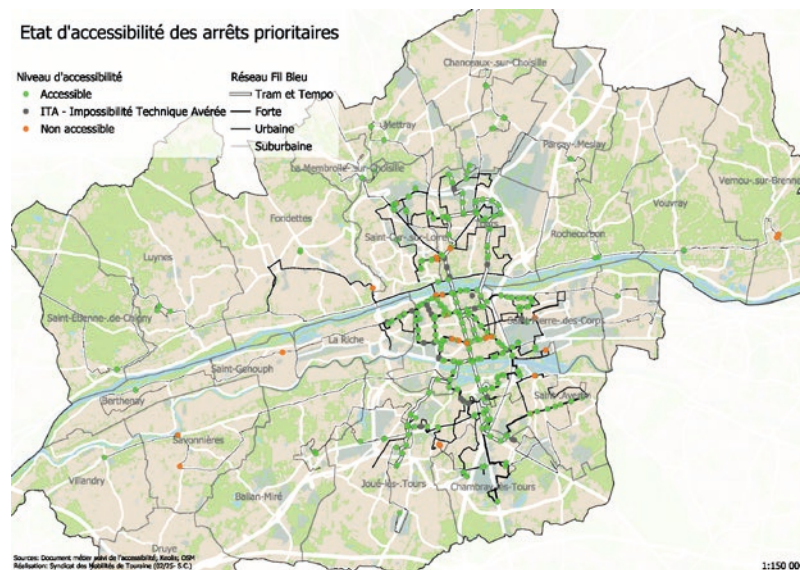 Etat d'accessibilité des arrêts prioritaires
Niveau d'accessibilité
Accessible
ITA - Impossibilité Technique Avérée
Non accessible
Réseau Fil Bleu
Tram et Tempo
Forte
Urbaine
Suburbaine
Chanceaux-sur-Choisille
Mettray
Parçay-Meslay
La Membrolle-sur-Choisille
Vernou-sur-Brenne
Vouvray
Fondettes
Saint-Cyr-sur-Loire
Rochecorbon
Luynes
Saint-Étienne-de-Chigny
Saint-Pierre-des-Corps
La Riche
Saint-Genouph
Berthenay
Saint-Avertin
Savonnières
Villandry
Ballan-Miré
Joué-lès-Tours
Chambray-lès-Tours
Druye
Sources: Document métier suivi de l'accessibilité, Keolis, OSM
Réalisation: Syndicat des Mobilités de Touraine (02/25- S.C.)
1:150 00